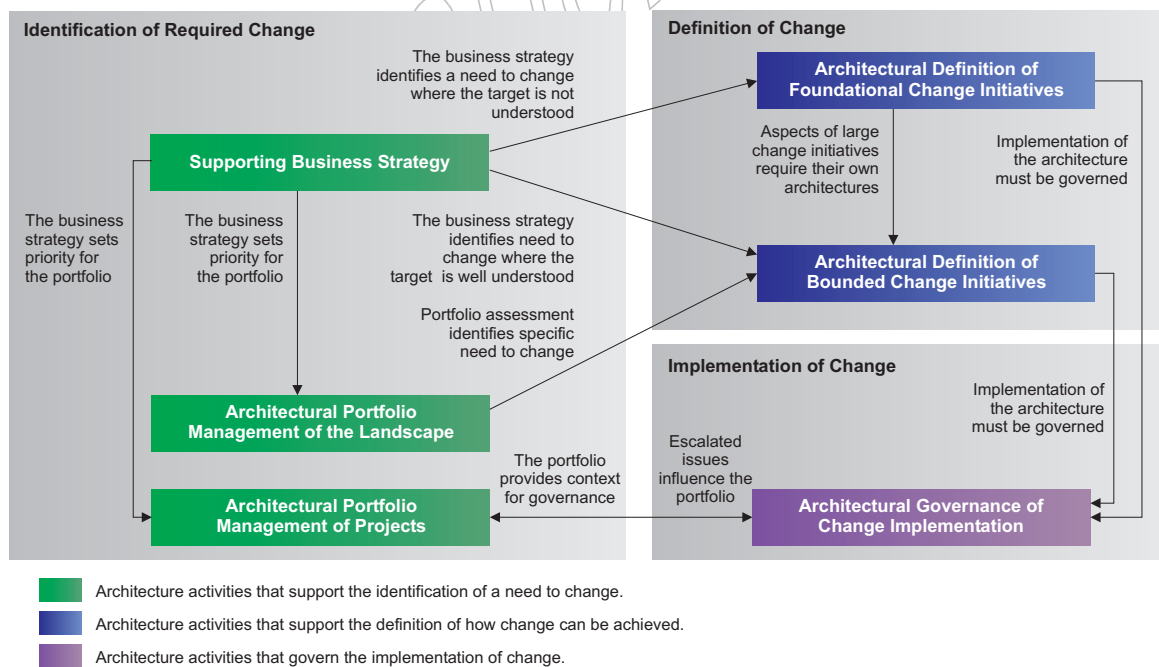 Identification of Required Change
The business strategy
identifies a need to change
where the target is not
understood
Supporting Business Strategy
The business
strategy sets
priority for
the portfolio
The business
strategy sets
priority for
the portfolio
The business strategy
identifies need to
change where the
target is well understood
Portfolio assessment
identifies specific
need to change
Architectural Portfolio
Management of the Landscape
The portfolio
provides context
for governance
Architectural Portfolio
Management of Projects
Definition of Change
Architectural Definition of
Foundational Change Initiatives
Aspects of large
change initiatives
require their own
architectures
Implementation of
the architecture
must be governed
Architectural Definition of
Bounded Change Initiatives
Implementation of Change
Implementation of
the architecture
must be governed
Escalated
issues
influence the
portfolio
Architectural Governance of
Change Implementation
Architecture activities that support the identification of a need to change.
Architecture activities that support the definition of how change can be achieved.
Architecture activities that govern the implementation of change.